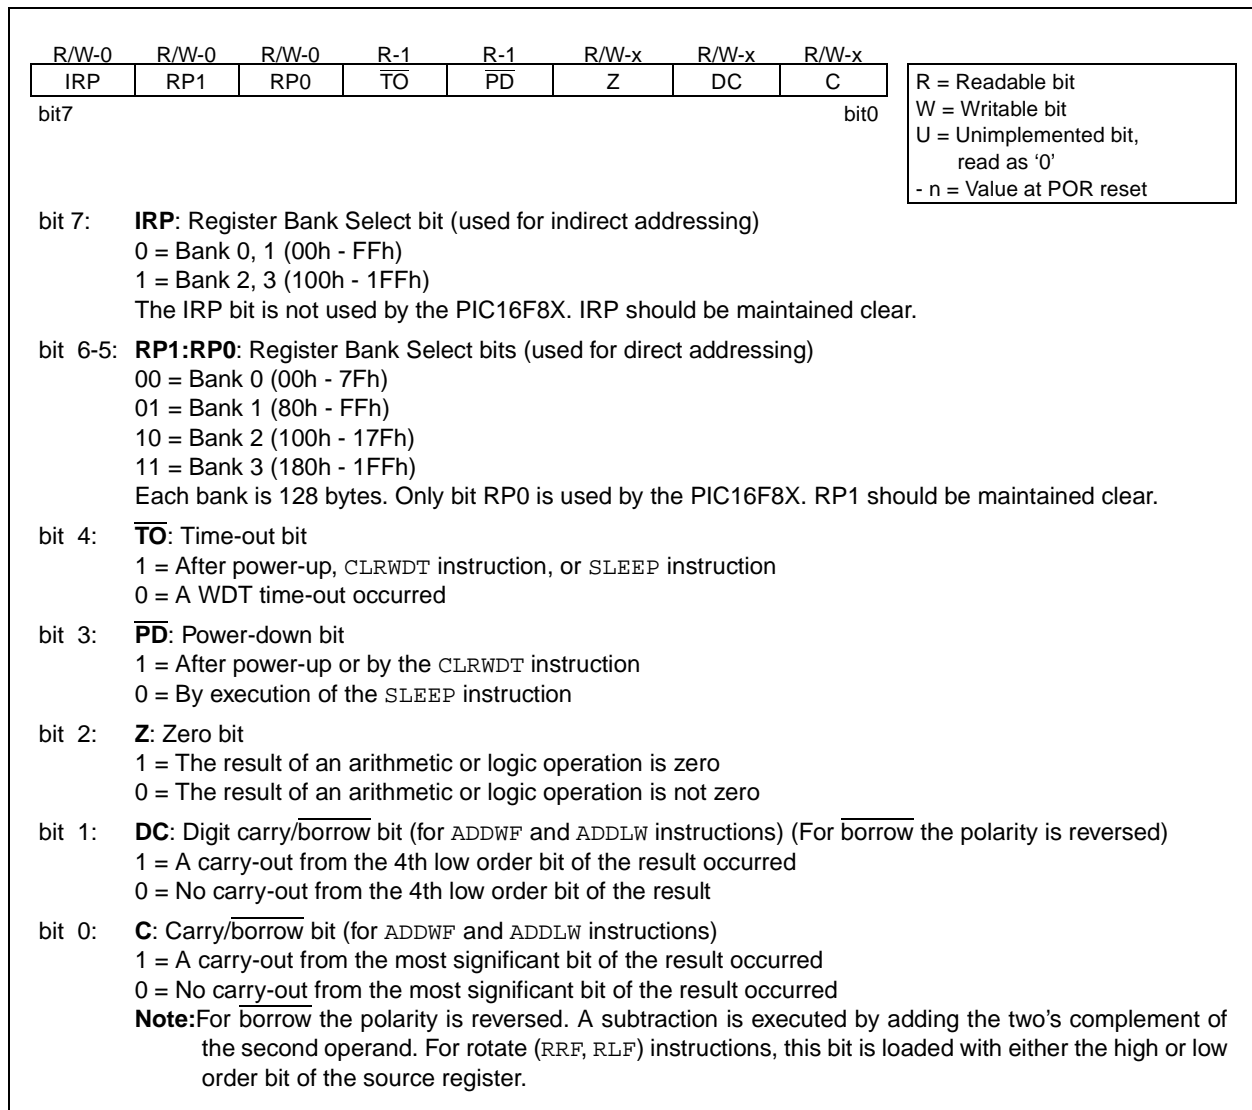 R/W-0 R/W-0 R/W-0 R-1 R-1 R/W-x R/W-x R/W-x
IRP RP1 RP0 T̅O̅ P̅D̅ Z DC C
bit7 bit0
R = Readable bit
W = Writable bit
U = Unimplemented bit,
read as ‘0’
- n = Value at POR reset
bit 7: IRP: Register Bank Select bit (used for indirect addressing)
0 = Bank 0, 1 (00h - FFh)
1 = Bank 2, 3 (100h - 1FFh)
The IRP bit is not used by the PIC16F8X. IRP should be maintained clear.
bit 6-5: RP1:RP0: Register Bank Select bits (used for direct addressing)
00 = Bank 0 (00h - 7Fh)
01 = Bank 1 (80h - FFh)
10 = Bank 2 (100h - 17Fh)
11 = Bank 3 (180h - 1FFh)
Each bank is 128 bytes. Only bit RP0 is used by the PIC16F8X. RP1 should be maintained clear.
bit 4: T̅O̅: Time-out bit
1 = After power-up, CLRWDT instruction, or SLEEP instruction
0 = A WDT time-out occurred
bit 3: P̅D̅: Power-down bit
1 = After power-up or by the CLRWDT instruction
0 = By execution of the SLEEP instruction
bit 2: Z: Zero bit
1 = The result of an arithmetic or logic operation is zero
0 = The result of an arithmetic or logic operation is not zero
bit 1: DC: Digit carry/b̅o̅r̅r̅o̅w̅ bit (for ADDWF and ADDLW instructions) (For b̅o̅r̅r̅o̅w̅ the polarity is reversed)
1 = A carry-out from the 4th low order bit of the result occurred
0 = No carry-out from the 4th low order bit of the result
bit 0: C: Carry/b̅o̅r̅r̅o̅w̅ bit (for ADDWF and ADDLW instructions)
1 = A carry-out from the most significant bit of the result occurred
0 = No carry-out from the most significant bit of the result occurred
Note:For b̅o̅r̅r̅o̅w̅ the polarity is reversed. A subtraction is executed by adding the two’s complement of
the second operand. For rotate (RRF, RLF) instructions, this bit is loaded with either the high or low
order bit of the source register.